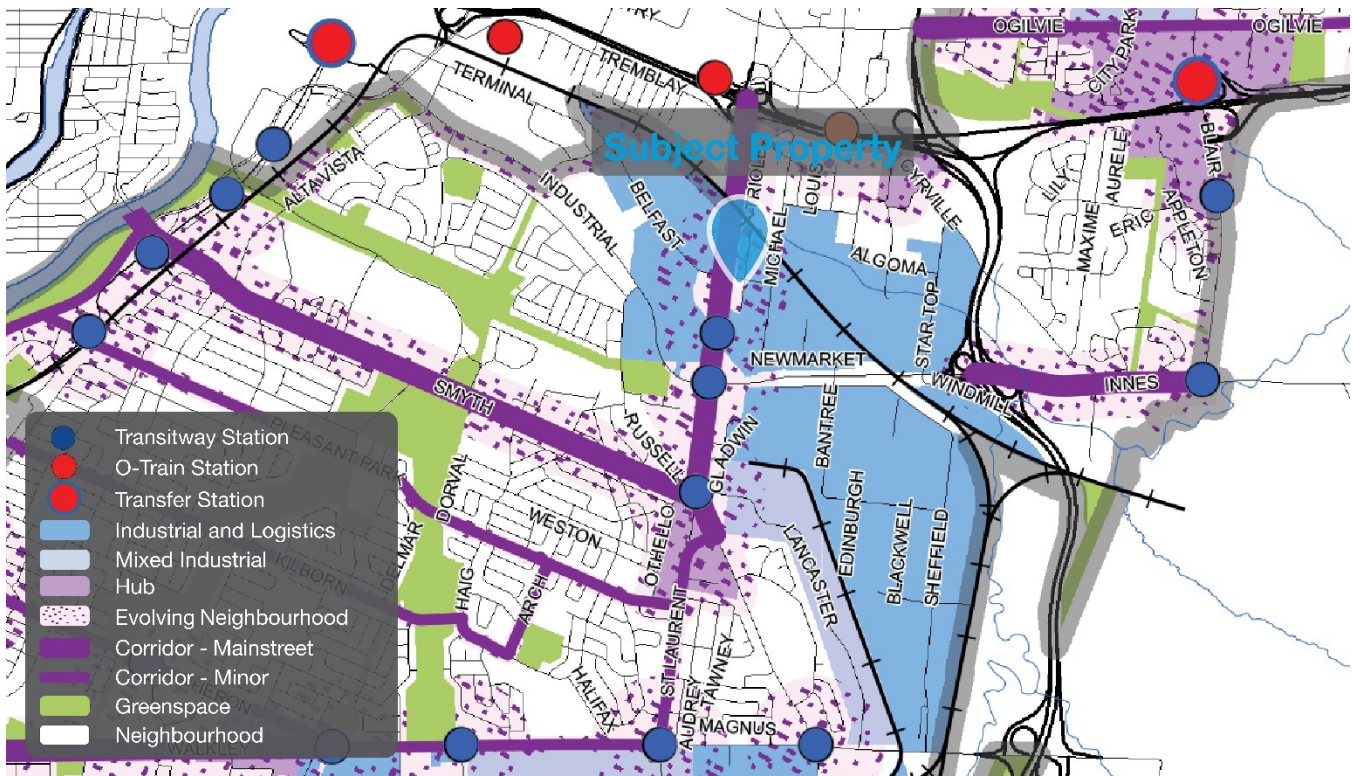 OGILVIE
OGILVIE
CITY PARK
TREMBLAY
TERMINAL
Subject Property
BLAIR
ALTA VISTA
INDUSTRIAL
BELFAST
LOUIS
CYRVILLE
LILY
AURELE
MAXIME
ERIC
APPLETON
MICHAEL
ALGOMA
STAR TOP
NEWMARKET
WINDMILL
INNES
SMYTH
RUSSELL
GLADWIN
BANTREE
PLEASANT PARK
DORVAL
WESTON
OTHELLO
EDINBURGH
BLACKWELL
SHEFFIELD
LANCASTER
DELMAR
KILBORN
HAIG
ARCH
ST. LAURENT
TAWNEY
AUDREY
HALIFAX
MAGNUS
HERON
WALKLEY
Transitway Station
O-Train Station
Transfer Station
Industrial and Logistics
Mixed Industrial
Hub
Evolving Neighbourhood
Corridor - Mainstreet
Corridor - Minor
Greenspace
Neighbourhood